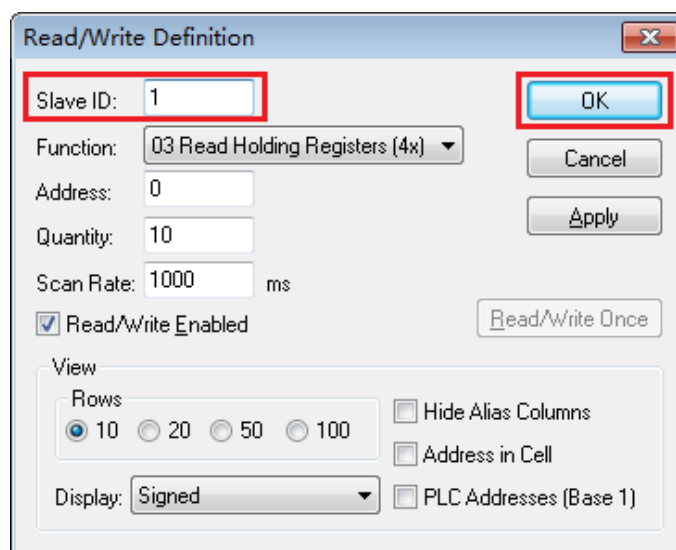 Read/Write Definition
Slave ID: 1
OK
Function: 03 Read Holding Registers (4x)
Cancel
Address: 0
Apply
Quantity: 10
Scan Rate: 1000 ms
Read/Write Enabled
Read/Write Once
View
Rows
10 20 50 100
Hide Alias Columns
Address in Cell
Display: Signed
PLC Addresses (Base 1)